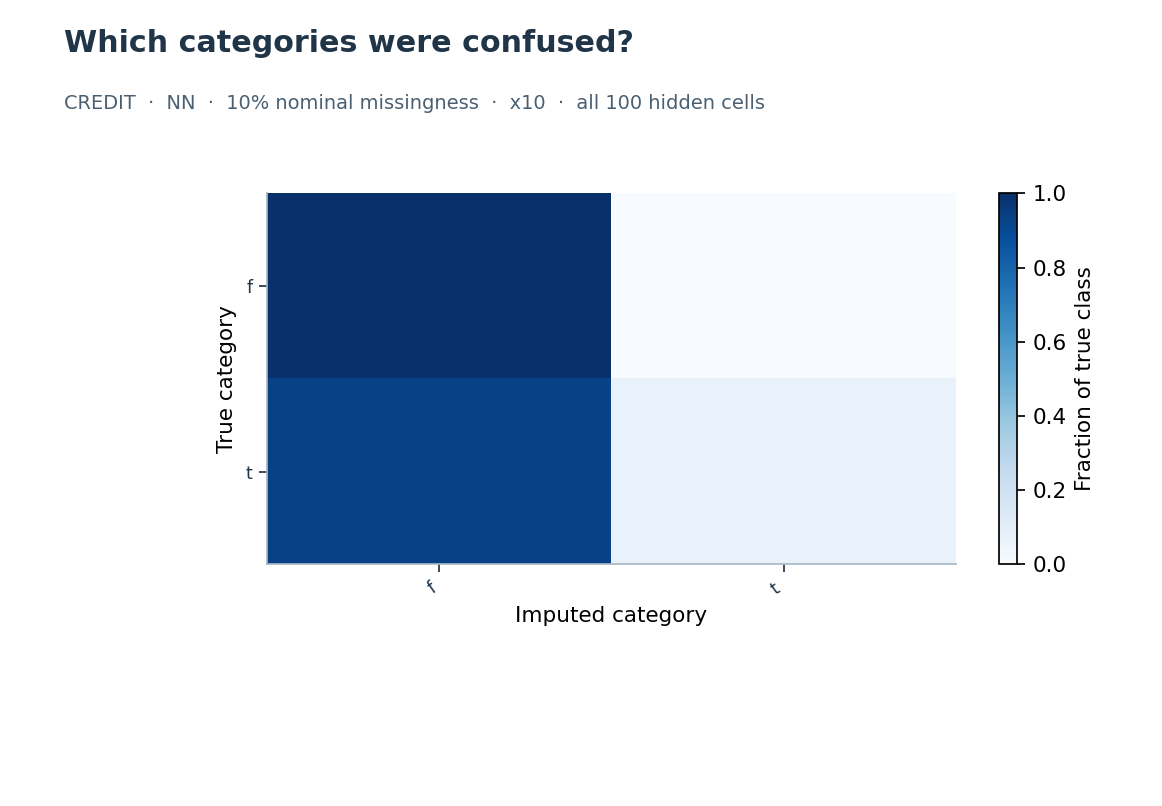 Which categories were confused?
CREDIT · NN · 10% nominal missingness · x10 · all 100 hidden cells
True category
f
t
f
t
Imputed category
1.0
0.8
0.6
0.4
0.2
0.0
Fraction of true class